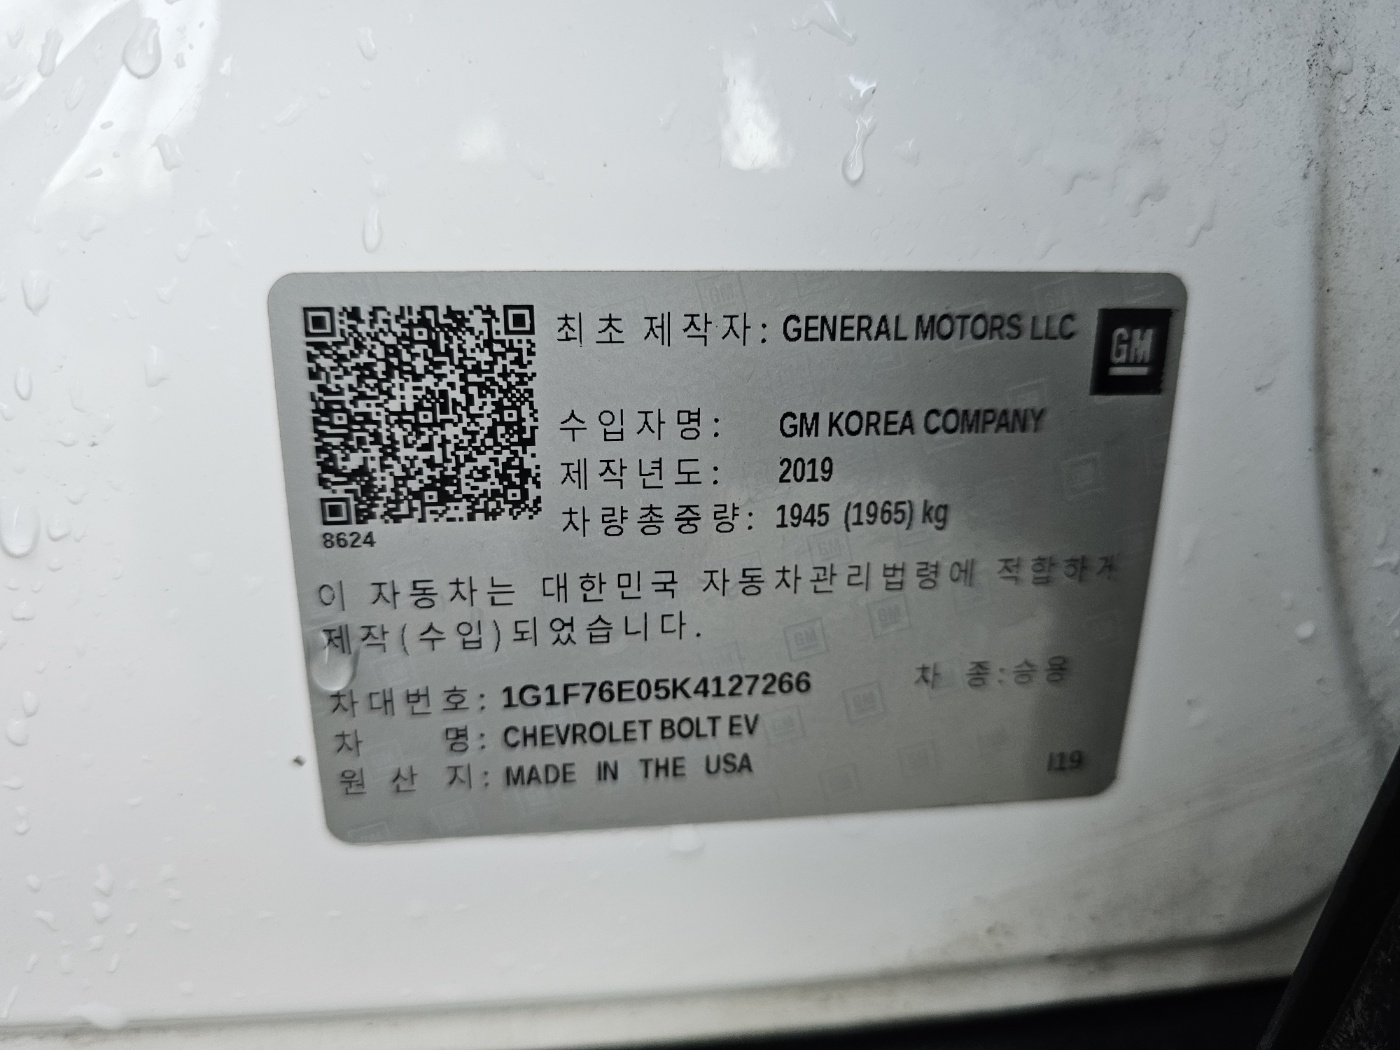 최초 제작자: GENERAL MOTORS LLC
GM
수입자명: GM KOREA COMPANY
제작년도: 2019
차량총중량: 1945 (1965) kg
8624
이 자동차는 대한민국 자동차관리법령에 적합하게
제작(수입)되었습니다.
차대번호: 1G1F76E05K4127266 차 종:승용
차 명: CHEVROLET BOLT EV
원 산 지: MADE IN THE USA
I19